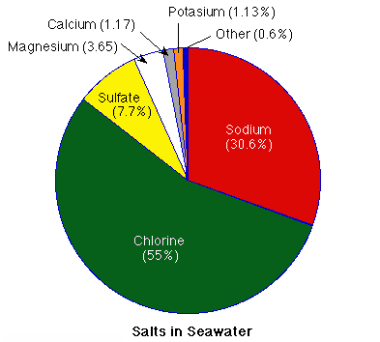 Potasium (1.13%)
Calcium (1.17)
Other (0.6%)
Magnesium (3.65)
Sulfate
(7.7%)
Sodium
(30.6%)
Chlorine
(55%)
Salts in Seawater